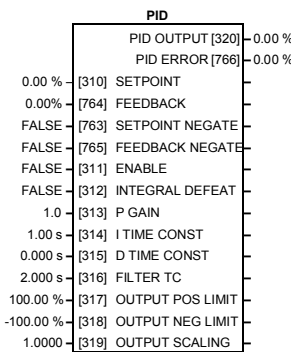 PID
PID OUTPUT [320] 0.00 %
PID ERROR [766] 0.00 %
0.00 % [310] SETPOINT
0.00% [764] FEEDBACK
FALSE [763] SETPOINT NEGATE
FALSE [765] FEEDBACK NEGATE
FALSE [311] ENABLE
FALSE [312] INTEGRAL DEFEAT
1.0 [313] P GAIN
1.00 s [314] I TIME CONST
0.000 s [315] D TIME CONST
2.000 s [316] FILTER TC
100.00 % [317] OUTPUT POS LIMIT
-100.00 % [318] OUTPUT NEG LIMIT
1.0000 [319] OUTPUT SCALING